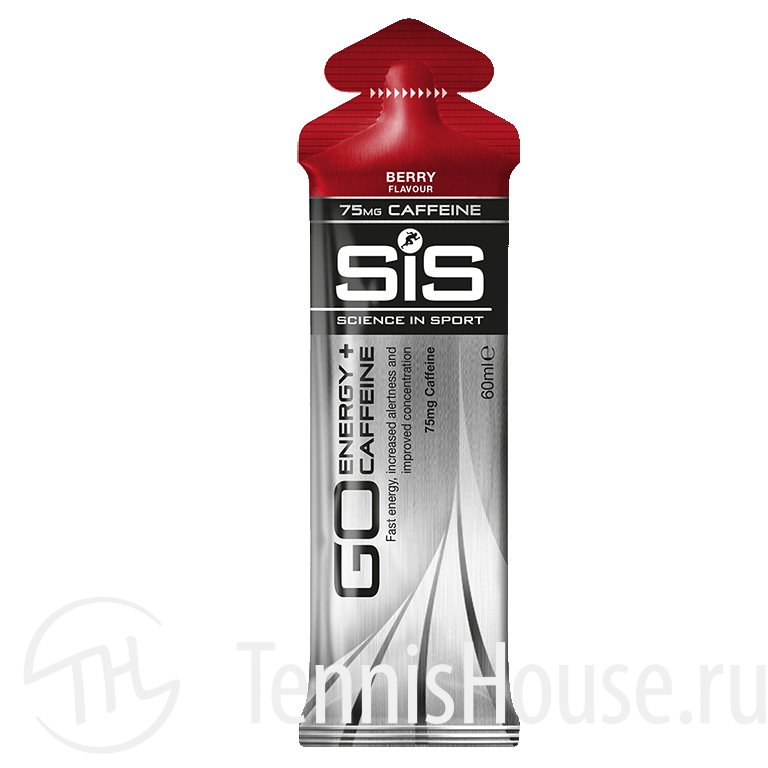 BERRY
FLAVOUR
75MG CAFFEINE
SiS
SCIENCE IN SPORT
GO ENERGY +
CAFFEINE
Fast energy, increased alertness and
improved concentration
75mg Caffeine
60ml℮
TH
TennisHouse.ru